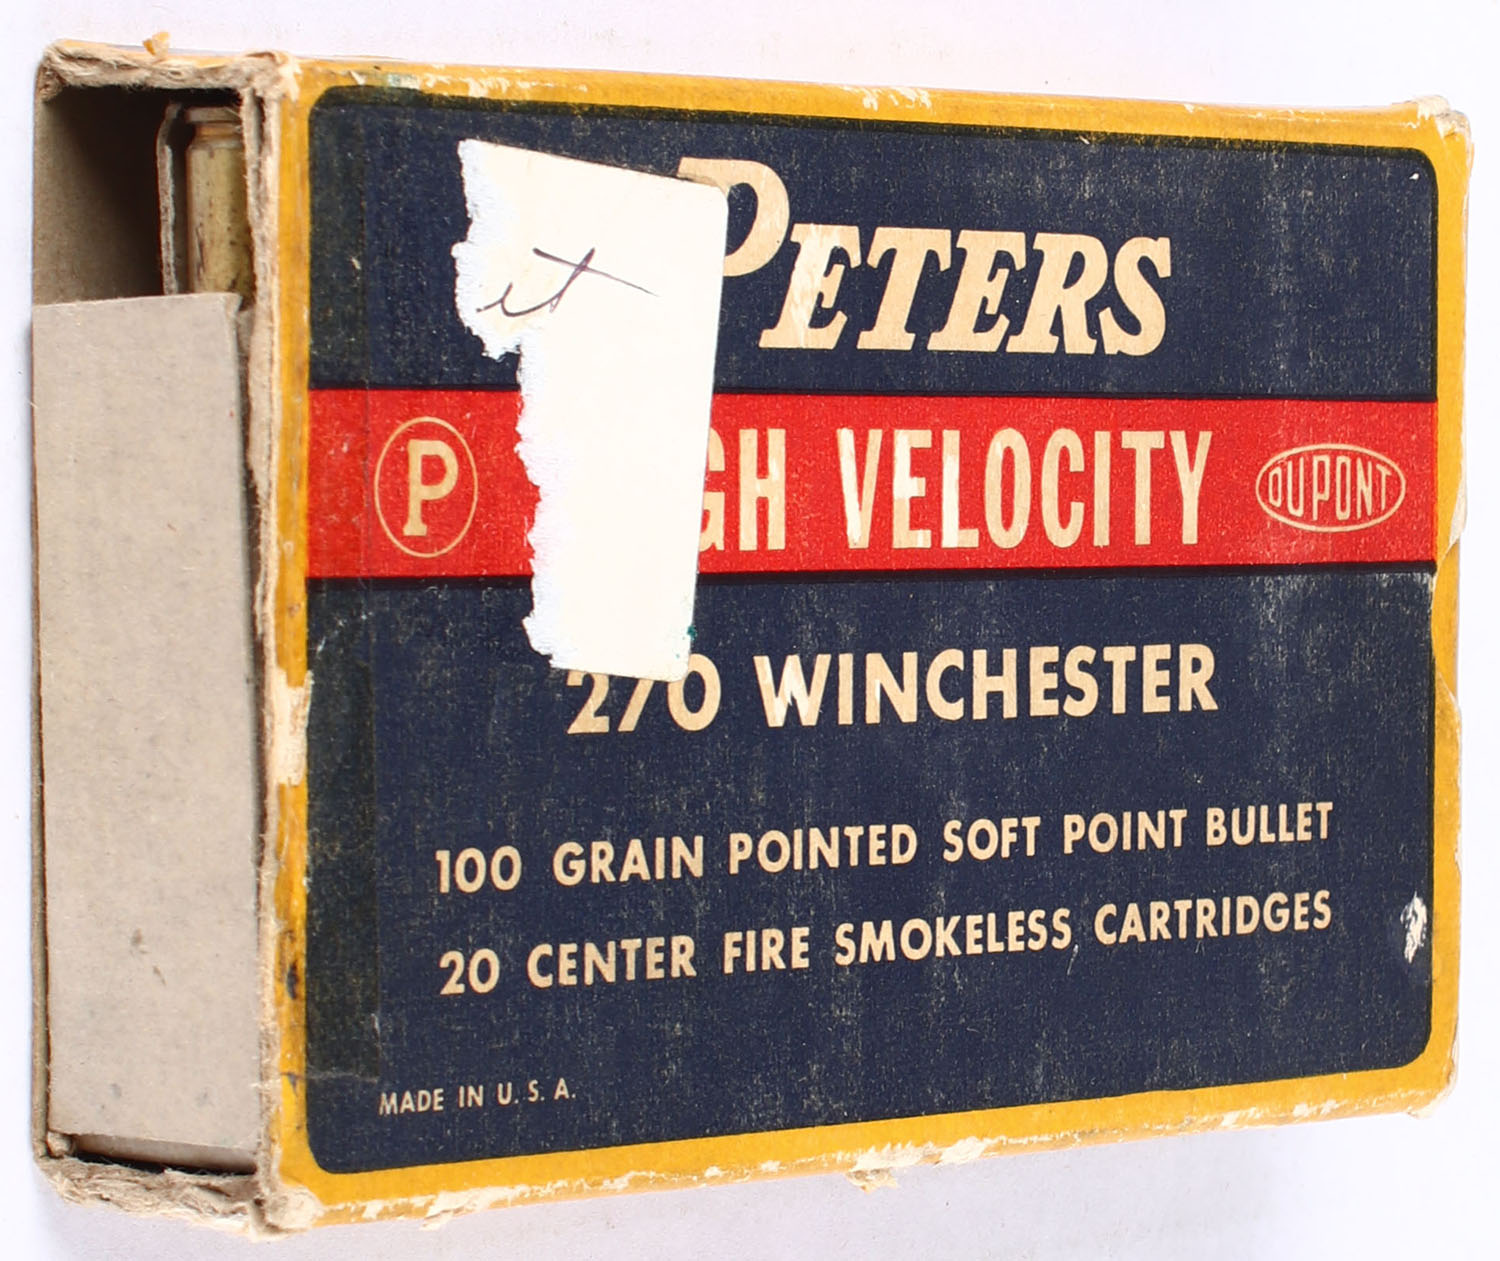 PETERS
it
P
GH VELOCITY
DUPONT
270 WINCHESTER
100 GRAIN POINTED SOFT POINT BULLET
20 CENTER FIRE SMOKELESS CARTRIDGES
MADE IN U.S.A.